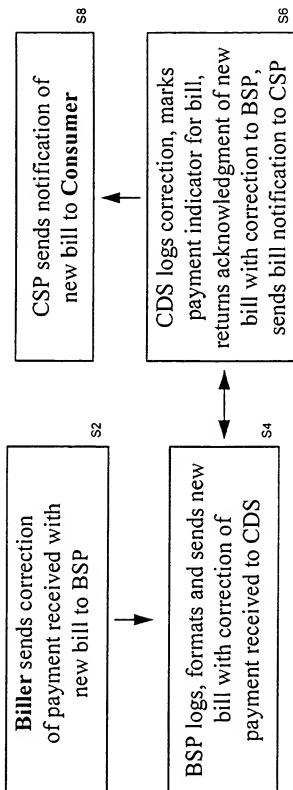 Biller sends correction
of payment received with
new bill to BSP
S2
BSP logs, formats and sends new
bill with correction of
payment received to CDS
S4
CDS logs correction, marks
payment indicator for bill,
returns acknowledgment of new
bill with correction to BSP,
sends bill notification to CSP
S6
CSP sends notification of
new bill to Consumer
S8